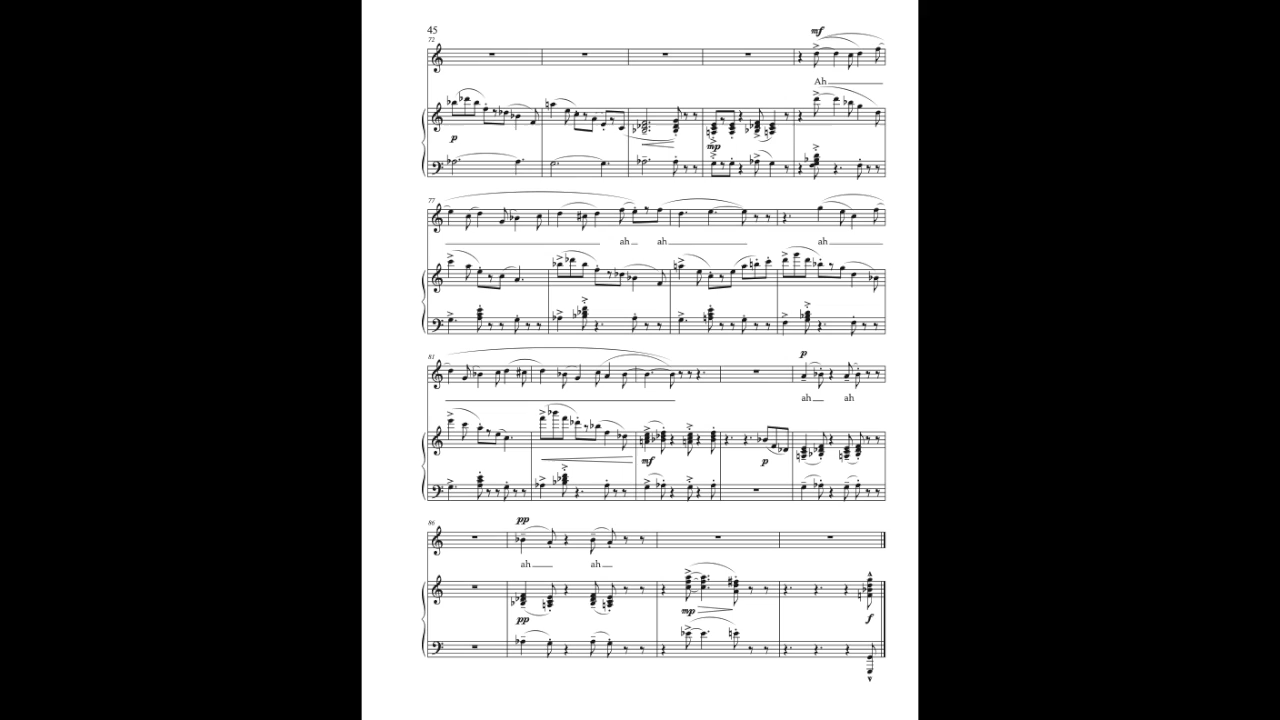 45
72
mf
Ah
p
mp
77
ah ah ah
81
p
ah ah
mf p
86
pp
ah ah
pp mp f